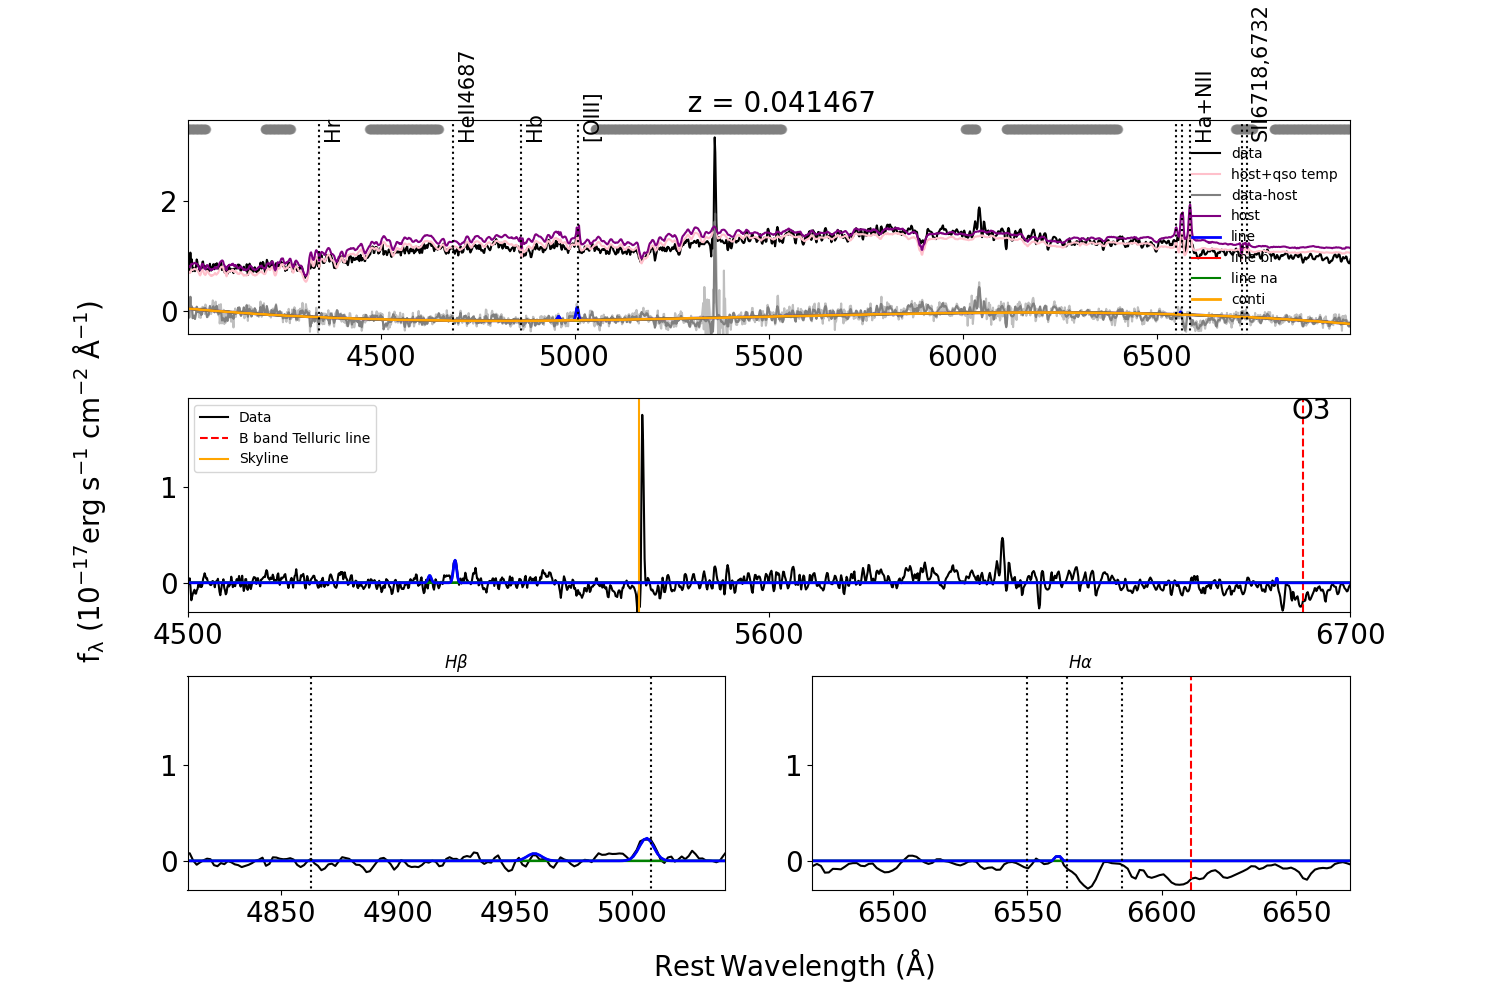 z = 0.041467
Hr
HeII4687
Hb
[OIII]
Ha+NII
SII6718,6732
data
host+qso temp
data-host
host
line
line br
line na
conti
2
0
4500
5000
5500
6000
6500
Data
B band Telluric line
Skyline
O3
1
0
4500
5600
6700
fλ (10⁻¹⁷erg s⁻¹ cm⁻² Å⁻¹)
Hβ
1
0
4850
4900
4950
5000
Hα
1
0
6500
6550
6600
6650
Rest Wavelength (Å)